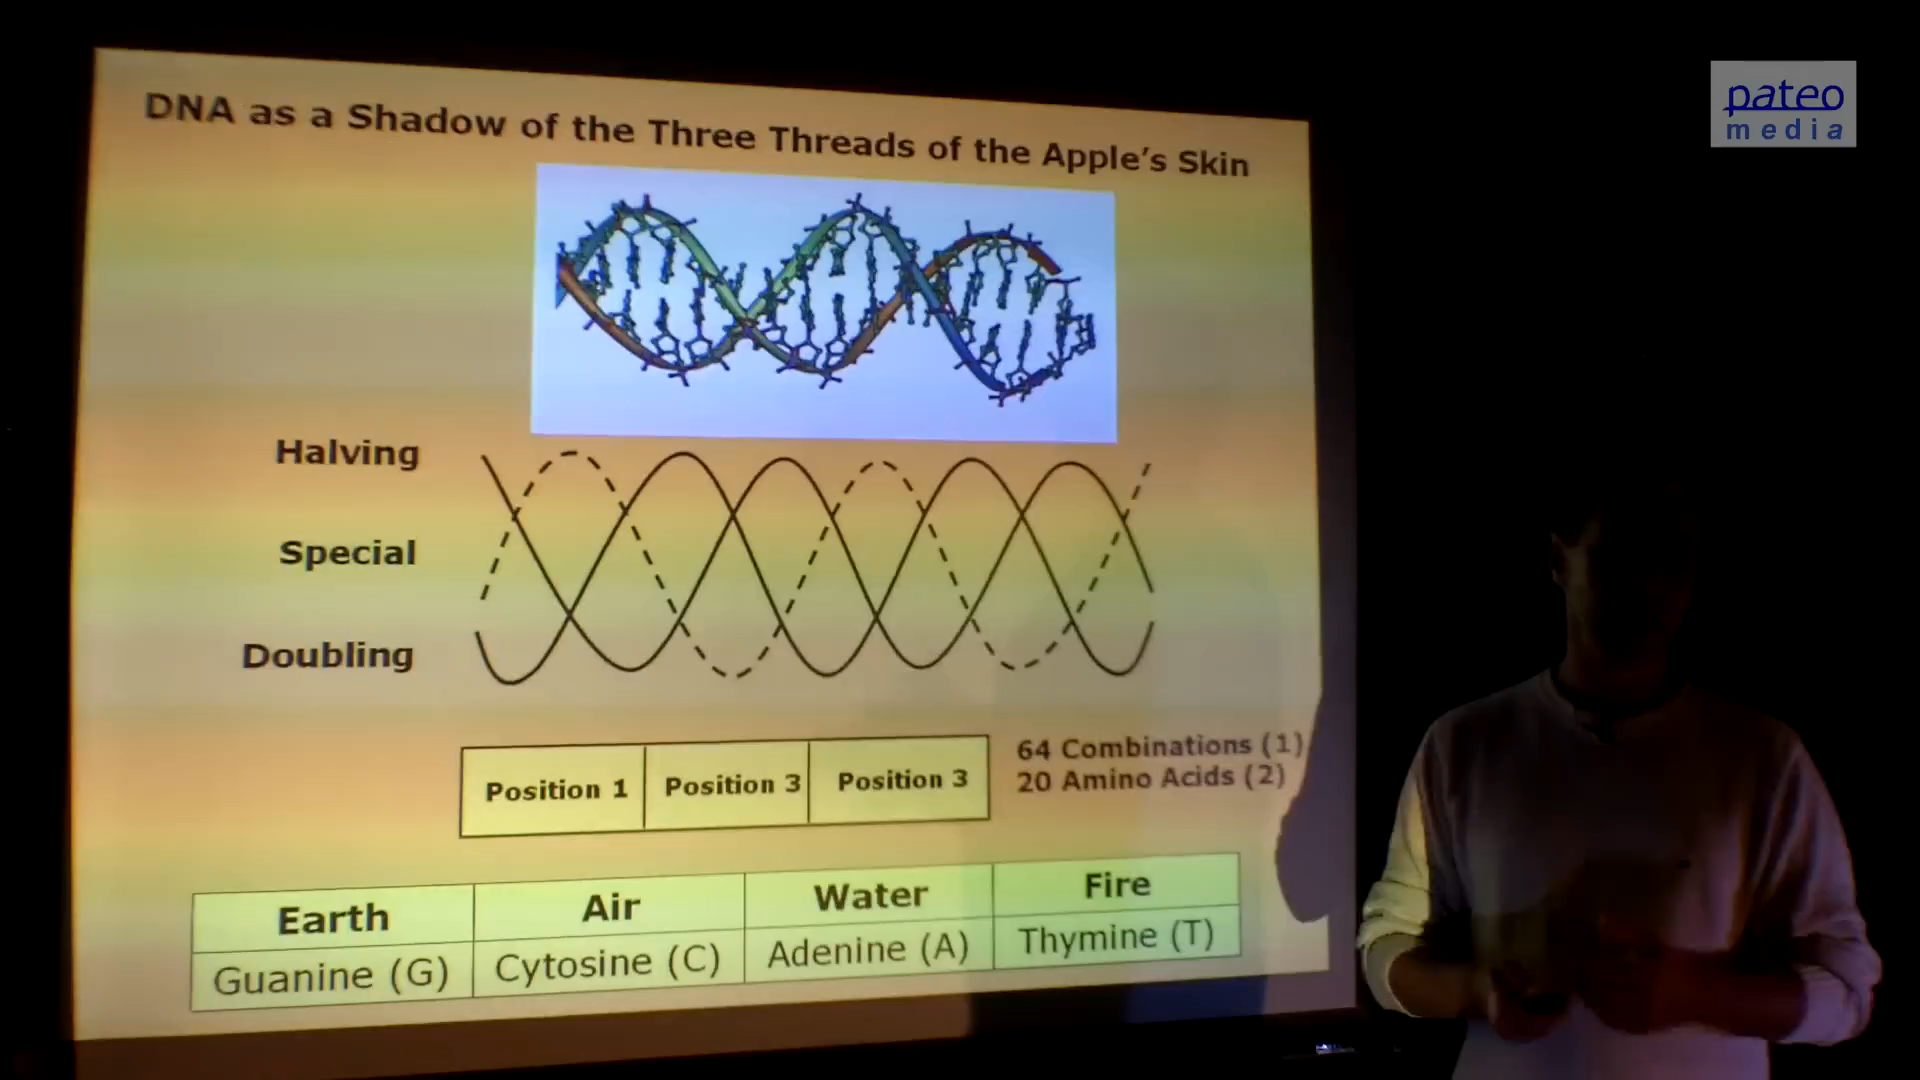 pateo
media
DNA as a Shadow of the Three Threads of the Apple's Skin
Halving
Special
Doubling
Position 1 Position 3 Position 3
64 Combinations (1)
20 Amino Acids (2)
Earth Air Water Fire
Guanine (G) Cytosine (C) Adenine (A) Thymine (T)